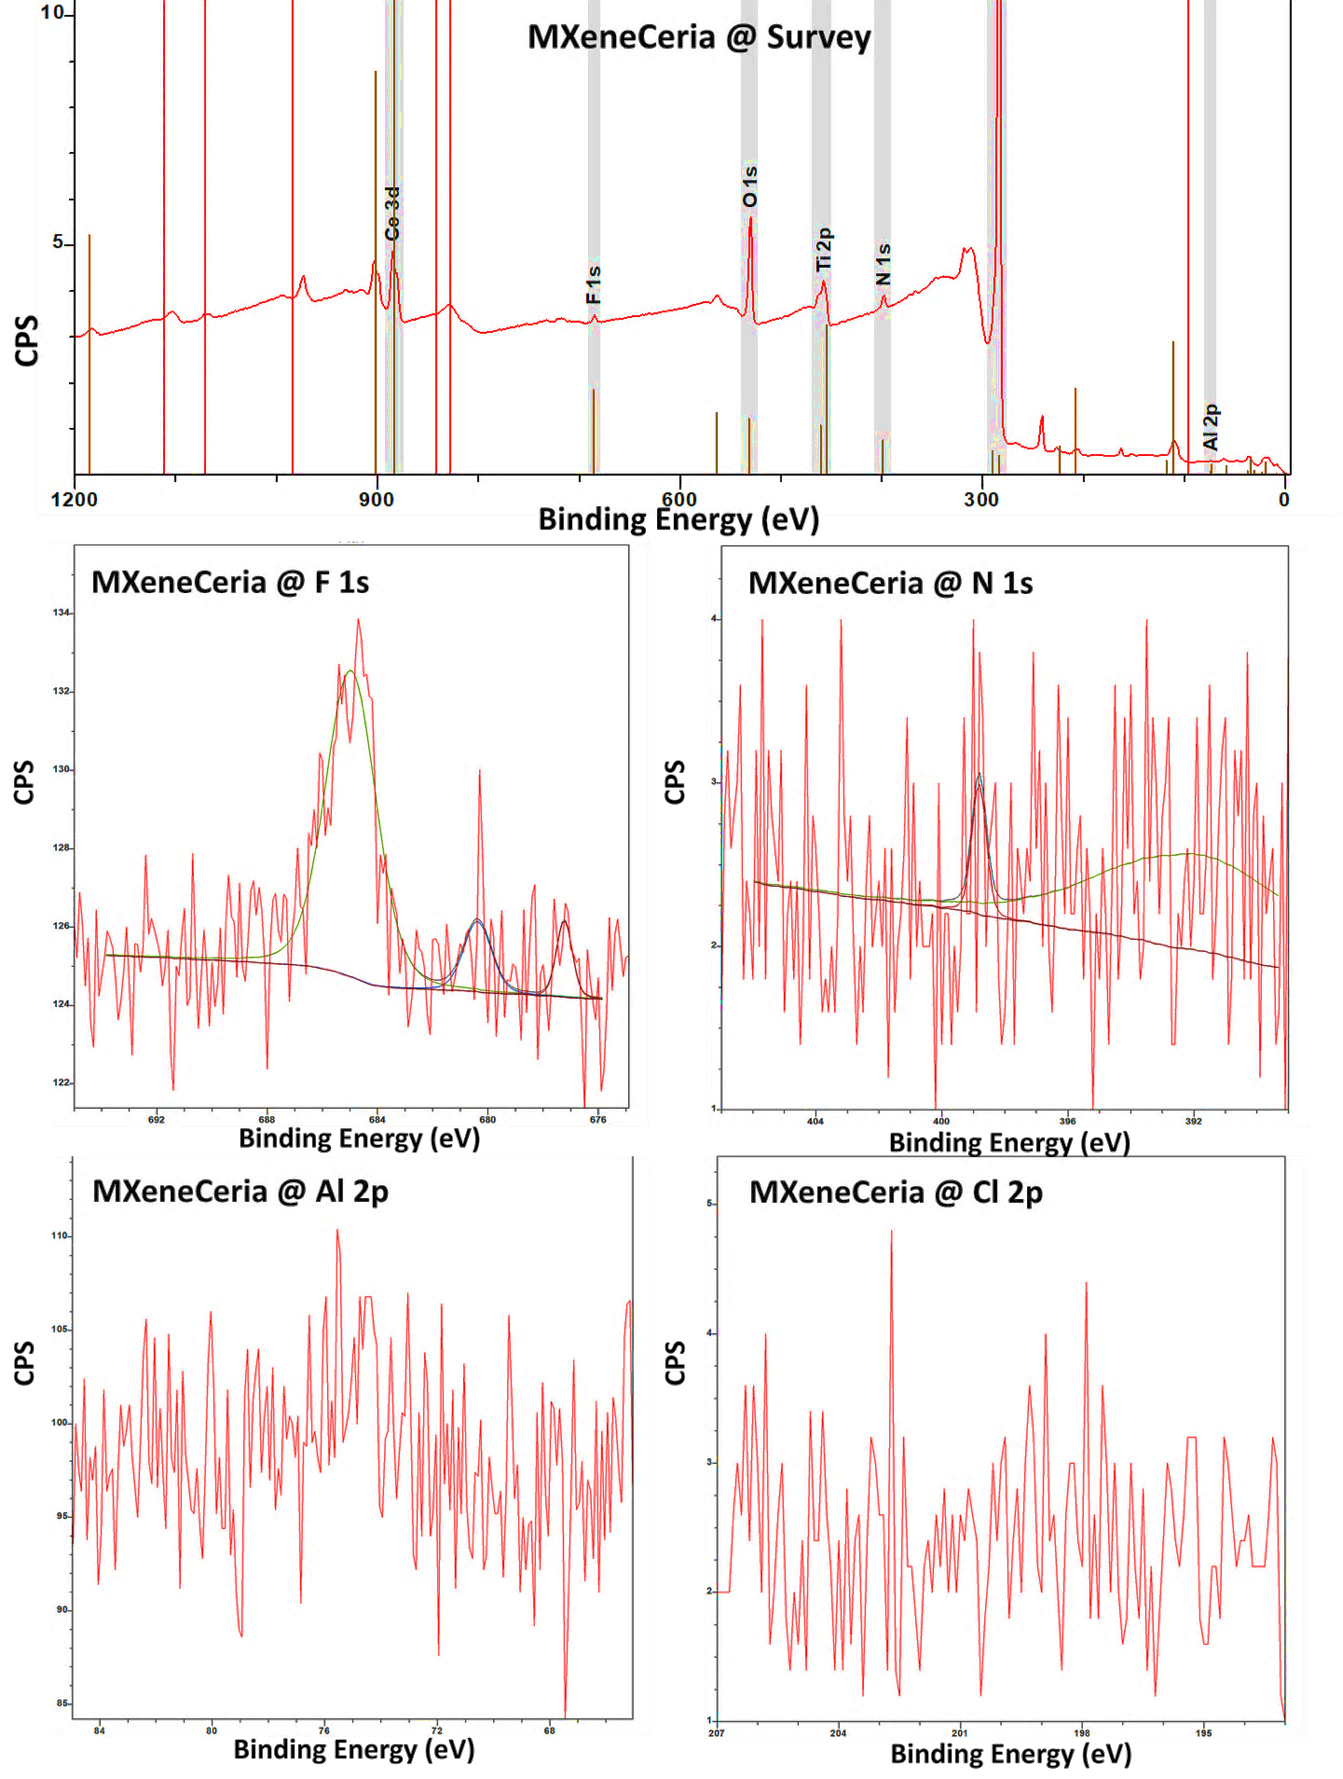 MXeneCeria @ Survey
10
5
CPS
Ce 3d
F 1s
O 1s
Ti 2p
N 1s
Al 2p
1200 900 600 300 0
Binding Energy (eV)
MXeneCeria @ F 1s
134
132
130
128
126
124
122
CPS
692 688 684 680 676
Binding Energy (eV)
MXeneCeria @ N 1s
4
3
2
1
CPS
404 400 396 392
Binding Energy (eV)
MXeneCeria @ Al 2p
110
105
100
95
90
85
CPS
84 80 76 72 68
Binding Energy (eV)
MXeneCeria @ Cl 2p
5
4
3
2
1
CPS
207 204 201 198 195
Binding Energy (eV)